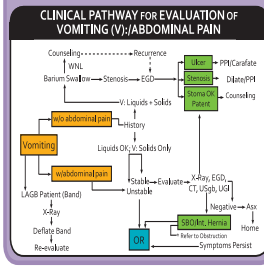 CLINICAL PATHWAY FOR EVALUATION OF
VOMITING (V):/ABDOMINAL PAIN
Counseling
Recurrence
Ulcer
PPI/Carafate
WNL
Barium Swallow
Stenosis
EGD
Stenosis
Dilate/PPI
Stoma OK
Patent
Counseling
V: Liquids + Solids
w/o abdominal pain
History
Vomiting
Liquids OK; V: Solids Only
w/abdominal pain
Stable
Evaluate
X-Ray, EGD,
CT, USgb, UGI
Unstable
LAGB Patient (Band)
Negative
Asx
X-Ray
SBO/Int. Hernia
Home
Deflate Band
OR
* Refer to Obstruction
Re-evaluate
Symptoms Persist